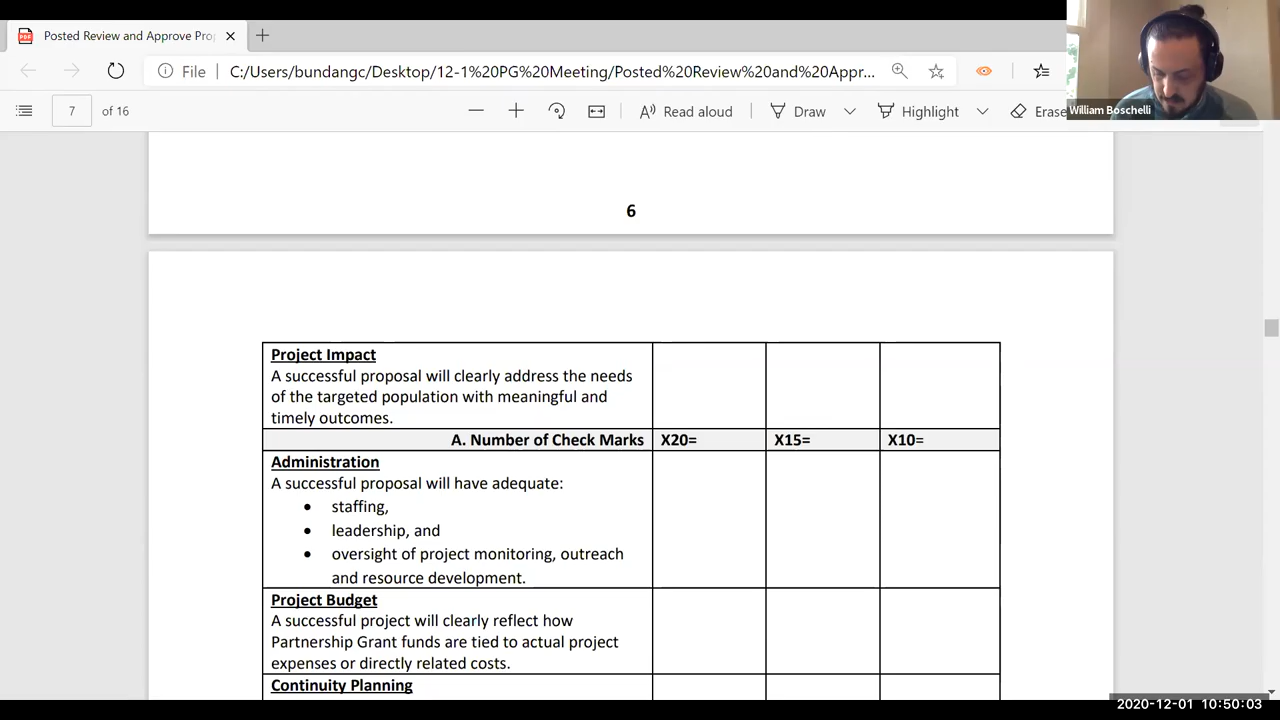 Posted Review and Approve Pro
File
C:/Users/bundangc/Desktop/12-1%20PG%20Meeting/Posted%20Review%20and%20Appr...
7 of 16
Read aloud
Draw
Highlight
Erase
William Boschelli
6
Project Impact
A successful proposal will clearly address the needs
of the targeted population with meaningful and
timely outcomes.
A. Number of Check Marks X20= X15= X10=
Administration
A successful proposal will have adequate:
• staffing,
• leadership, and
• oversight of project monitoring, outreach
and resource development.
Project Budget
A successful project will clearly reflect how
Partnership Grant funds are tied to actual project
expenses or directly related costs.
Continuity Planning
2020-12-01 10:50:03